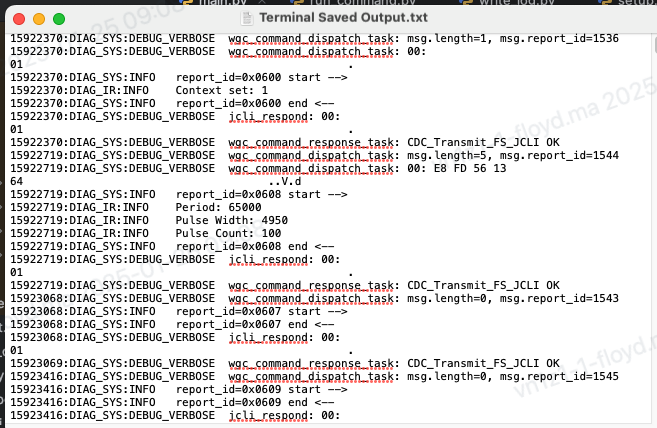 main.py
run_command.py
write_log.py
setup.
Terminal Saved Output.txt
15922370:DIAG_SYS:DEBUG_VERBOSE wgc_command_dispatch_task: msg.length=1, msg.report_id=1536
15922370:DIAG_SYS:DEBUG_VERBOSE wgc_command_dispatch_task: 00:
01 .
15922370:DIAG_SYS:INFO report_id=0x0600 start -->
15922370:DIAG_IR:INFO Context set: 1
15922370:DIAG_SYS:INFO report_id=0x0600 end <--
15922370:DIAG_SYS:DEBUG_VERBOSE jcli_respond: 00:
01 .
15922370:DIAG_SYS:DEBUG_VERBOSE wgc_command_response_task: CDC_Transmit_FS_JCLI OK
15922719:DIAG_SYS:DEBUG_VERBOSE wgc_command_dispatch_task: msg.length=5, msg.report_id=1544
15922719:DIAG_SYS:DEBUG_VERBOSE wgc_command_dispatch_task: 00: E8 FD 56 13
64 ..V.d
15922719:DIAG_SYS:INFO report_id=0x0608 start -->
15922719:DIAG_IR:INFO Period: 65000
15922719:DIAG_IR:INFO Pulse Width: 4950
15922719:DIAG_IR:INFO Pulse Count: 100
15922719:DIAG_SYS:INFO report_id=0x0608 end <--
15922719:DIAG_SYS:DEBUG_VERBOSE jcli_respond: 00:
01 .
15922719:DIAG_SYS:DEBUG_VERBOSE wgc_command_response_task: CDC_Transmit_FS_JCLI OK
15923068:DIAG_SYS:DEBUG_VERBOSE wgc_command_dispatch_task: msg.length=0, msg.report_id=1543
15923068:DIAG_SYS:INFO report_id=0x0607 start -->
15923068:DIAG_SYS:INFO report_id=0x0607 end <--
15923068:DIAG_SYS:DEBUG_VERBOSE jcli_respond: 00:
01 .
15923069:DIAG_SYS:DEBUG_VERBOSE wgc_command_response_task: CDC_Transmit_FS_JCLI OK
15923416:DIAG_SYS:DEBUG_VERBOSE wgc_command_dispatch_task: msg.length=0, msg.report_id=1545
15923416:DIAG_SYS:INFO report_id=0x0609 start -->
15923416:DIAG_SYS:INFO report_id=0x0609 end <--
15923416:DIAG_SYS:DEBUG_VERBOSE jcli_respond: 00: